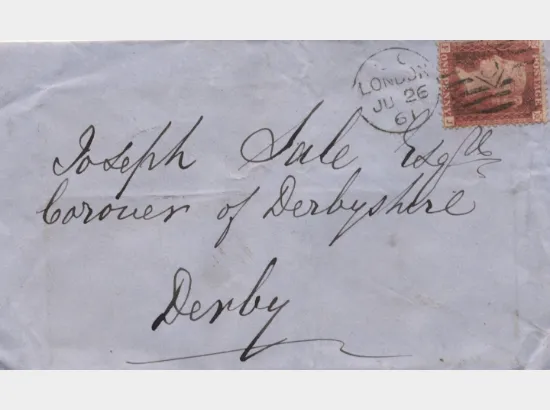 LONDON
JU 26
61
Joseph Sale Esqre
Coroner of Derbyshire
Derby